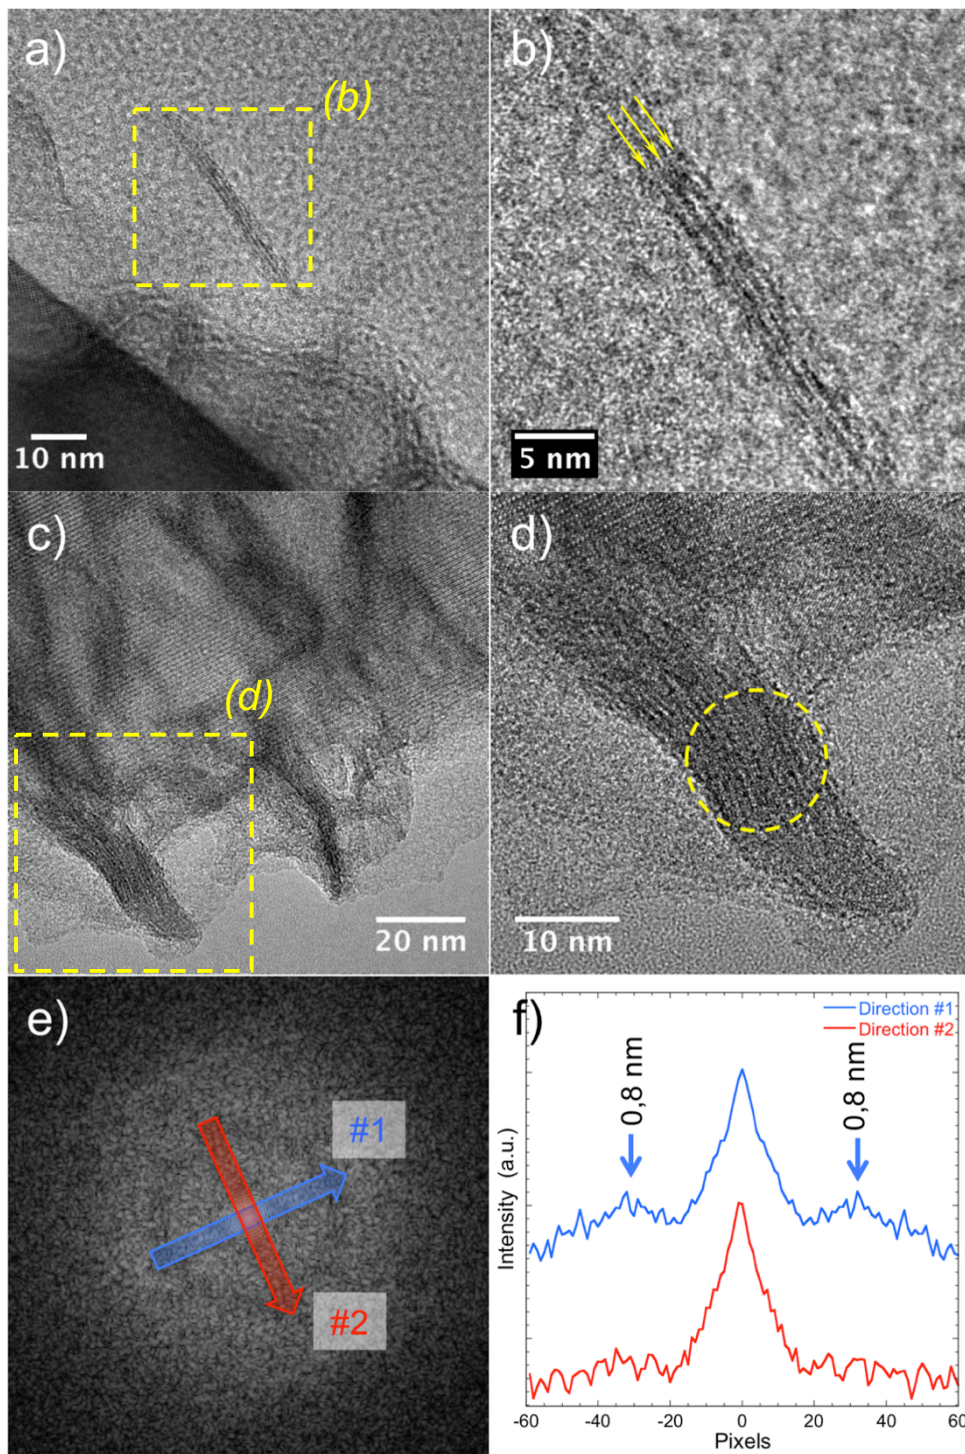 a)
(b)
10 nm
b)
5 nm
c)
(d)
20 nm
d)
10 nm
e)
#1
#2
f)
Direction #1
Direction #2
0,8 nm
0,8 nm
Intensity (a.u.)
-60 -40 -20 0 20 40 60
Pixels